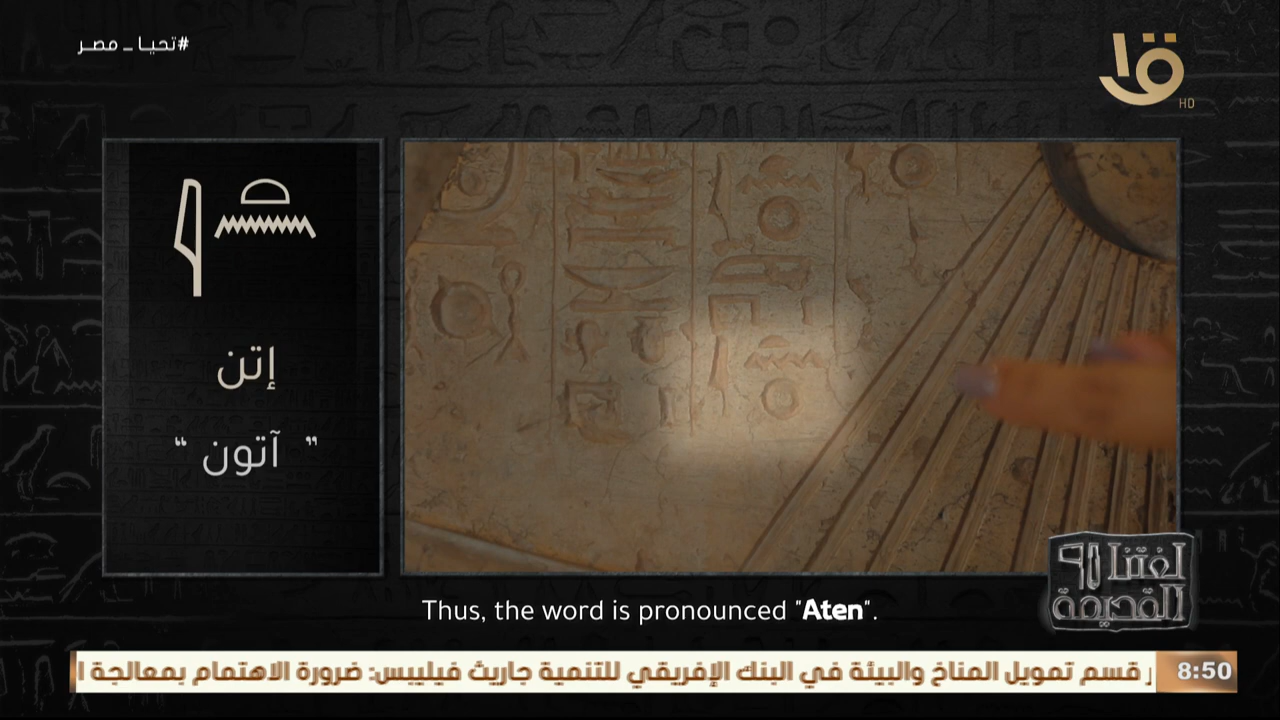 #تحيا_مصر
HD
إتن
" آتون "
Thus, the word is pronounced "Aten".
لغتنا
القديمة
8:50
ر قسم تمويل المناخ والبيئة في البنك الإفريقي للتنمية جاريث فيليبس: ضرورة الاهتمام بمعالجة ا